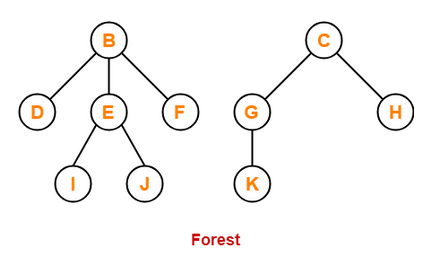 B C
D E F G H
I J K
Forest